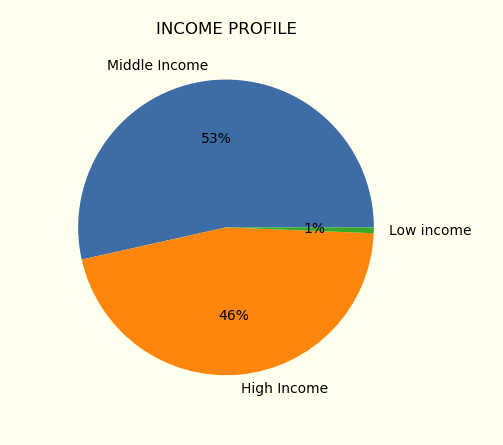 INCOME PROFILE
Middle Income
53%
1%
Low income
46%
High Income